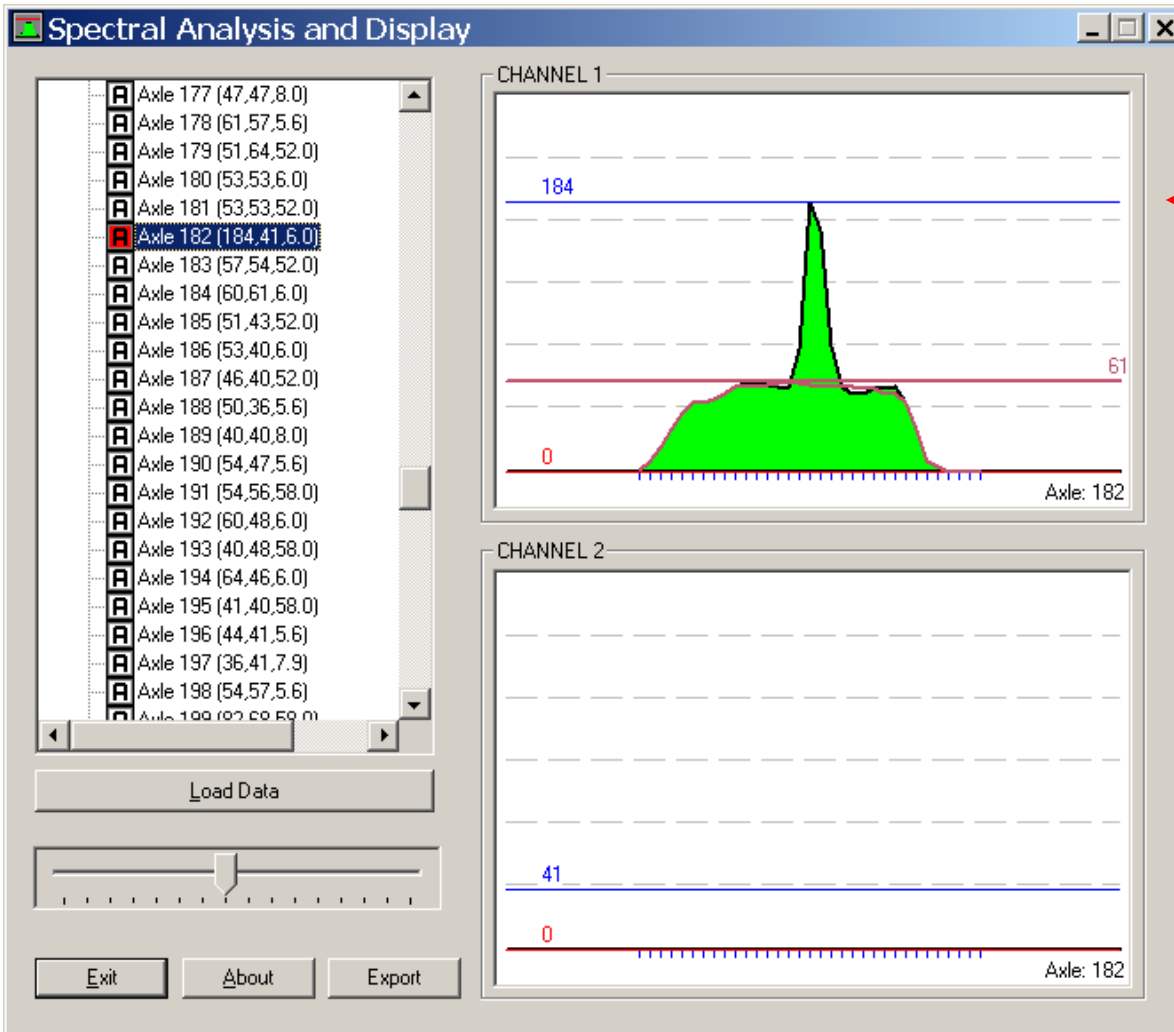 Spectral Analysis and Display
A Axle 177 (47,47,8.0)
A Axle 178 (61,57,5.6)
A Axle 179 (51,64,52.0)
A Axle 180 (53,53,6.0)
A Axle 181 (53,53,52.0)
A Axle 182 (184,41,6.0)
A Axle 183 (57,54,52.0)
A Axle 184 (60,61,6.0)
A Axle 185 (51,43,52.0)
A Axle 186 (53,40,6.0)
A Axle 187 (46,40,52.0)
A Axle 188 (50,36,5.6)
A Axle 189 (40,40,8.0)
A Axle 190 (54,47,5.6)
A Axle 191 (54,56,58.0)
A Axle 192 (60,48,6.0)
A Axle 193 (40,48,58.0)
A Axle 194 (64,46,6.0)
A Axle 195 (41,40,58.0)
A Axle 196 (44,41,5.6)
A Axle 197 (36,41,7.9)
A Axle 198 (54,57,5.6)
A Axle 199
Load Data
Exit
About
Export
CHANNEL 1
184
61
0
Axle: 182
CHANNEL 2
41
0
Axle: 182